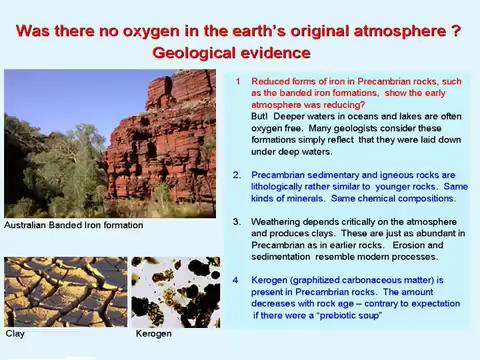 Was there no oxygen in the earth's original atmosphere ?
Geological evidence
1 Reduced forms of iron in Precambrian rocks, such
as the banded iron formations, show the early
atmosphere was reducing?
But! Deeper waters in oceans and lakes are often
oxygen free. Many geologists consider these
formations simply reflect that they were laid down
under deep waters.
2. Precambrian sedimentary and igneous rocks are
lithologically rather similar to younger rocks. Same
kinds of minerals. Same chemical compositions.
3. Weathering depends critically on the atmosphere
and produces clays. These are just as abundant in
Precambrian as in earlier rocks. Erosion and
sedimentation resemble modern processes.
4 Kerogen (graphitized carbonaceous matter) is
present in Precambrian rocks. The amount
decreases with rock age – contrary to expectation
if there were a "prebiotic soup"
Australian Banded Iron formation
Clay
Kerogen